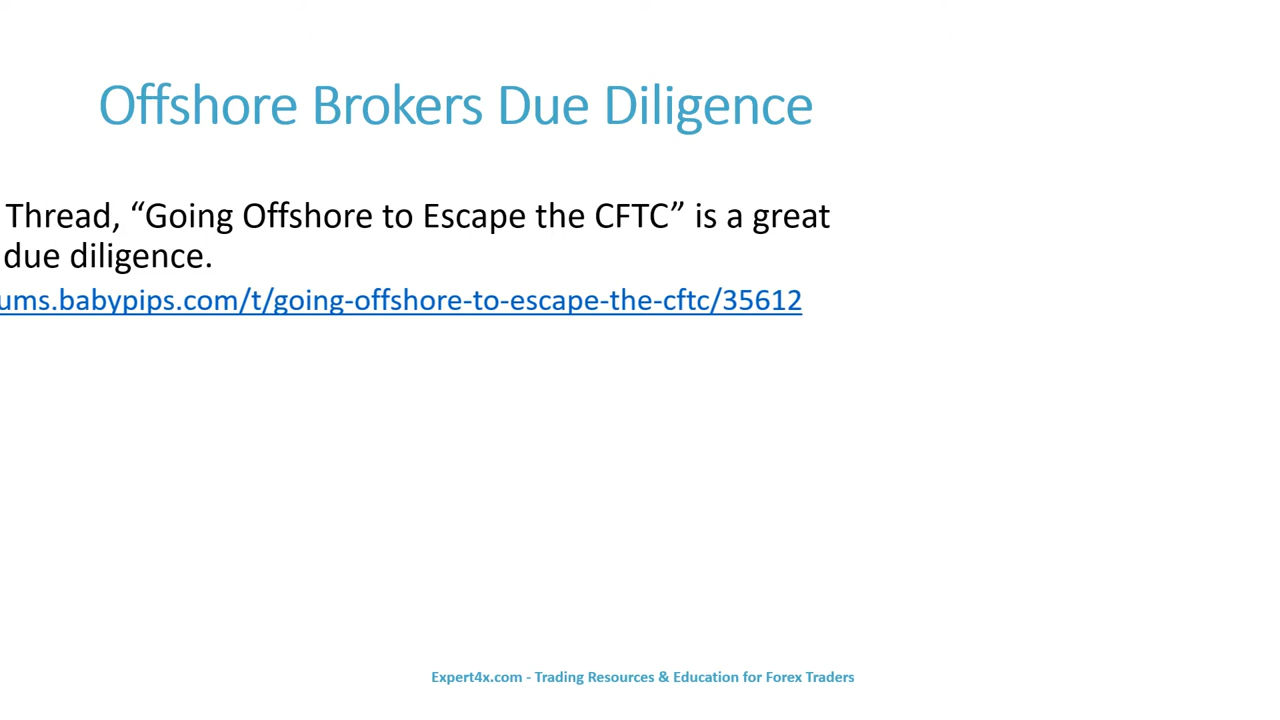 Offshore Brokers Due Diligence
Thread, “Going Offshore to Escape the CFTC” is a great
due diligence.
ums.babypips.com/t/going-offshore-to-escape-the-cftc/35612
Expert4x.com - Trading Resources & Education for Forex Traders